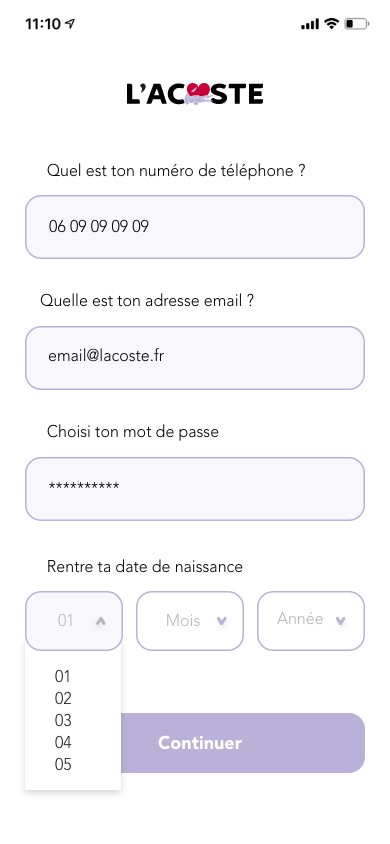 11:10
L'ACOSTE
Quel est ton numéro de téléphone ?
06 09 09 09 09
Quelle est ton adresse email ?
email@lacoste.fr
Choisi ton mot de passe
**********
Rentre ta date de naissance
01 Mois Année
01
02
03
04
05
Continuer